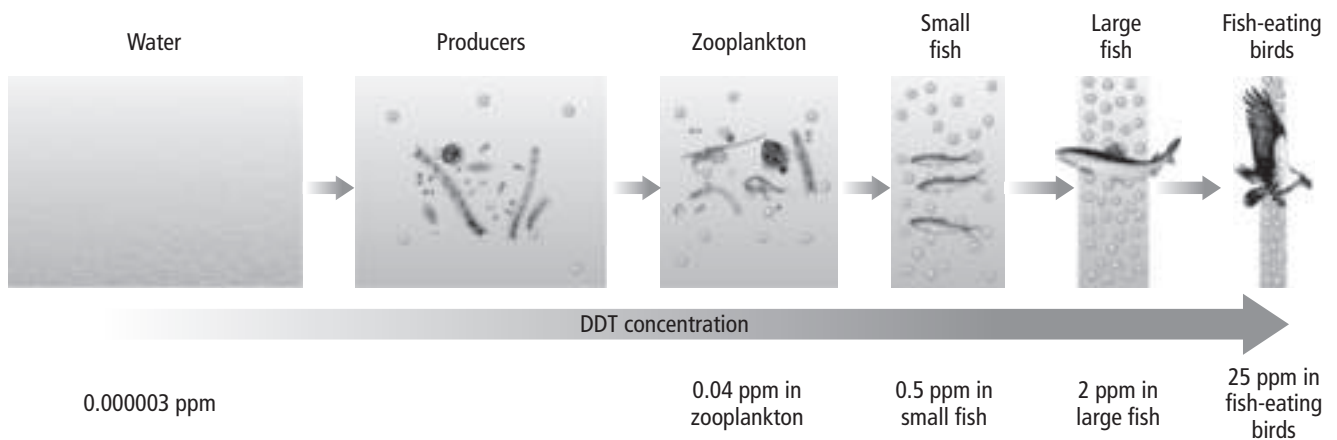 Water
Producers
Zooplankton
Small
fish
Large
fish
Fish-eating
birds
DDT concentration
0.000003 ppm
0.04 ppm in
zooplankton
0.5 ppm in
small fish
2 ppm in
large fish
25 ppm in
fish-eating
birds